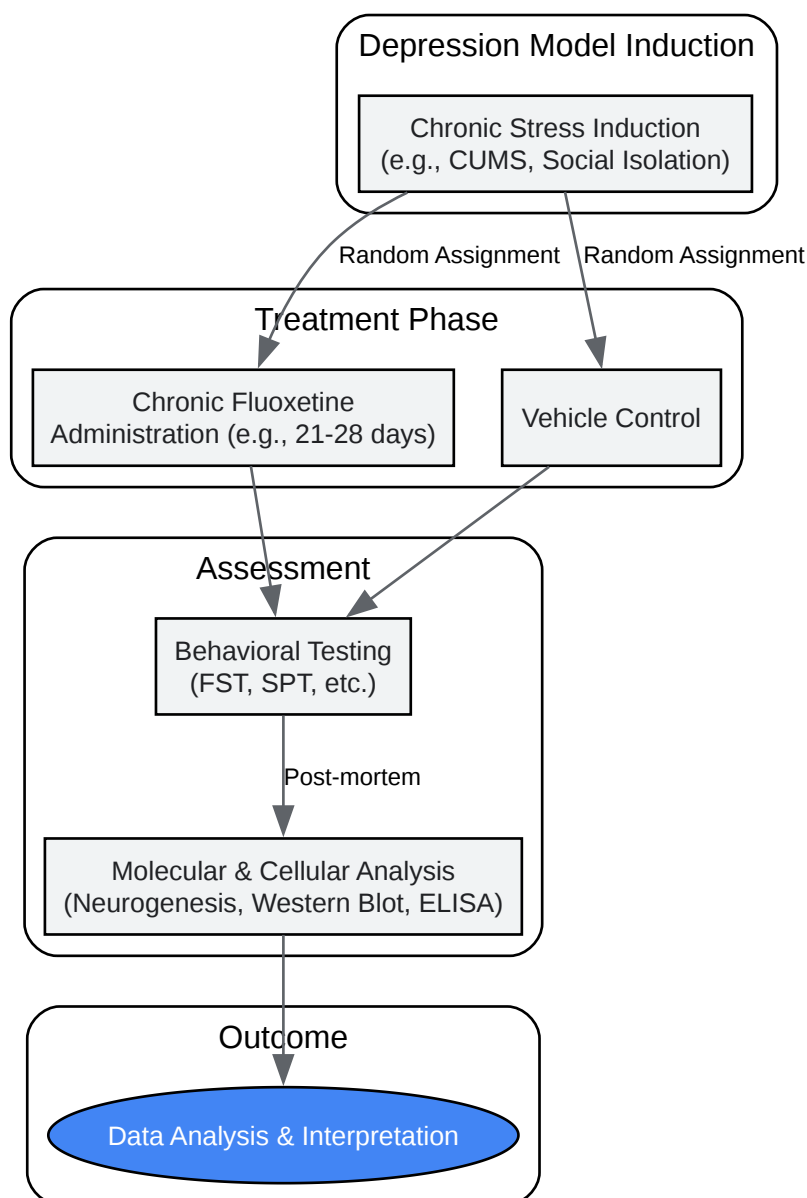 Depression Model Induction
Chronic Stress Induction
(e.g., CUMS, Social Isolation)
Random Assignment
Random Assignment
Treatment Phase
Chronic Fluoxetine
Administration (e.g., 21-28 days)
Vehicle Control
Assessment
Behavioral Testing
(FST, SPT, etc.)
Post-mortem
Molecular & Cellular Analysis
(Neurogenesis, Western Blot, ELISA)
Outcome
Data Analysis & Interpretation